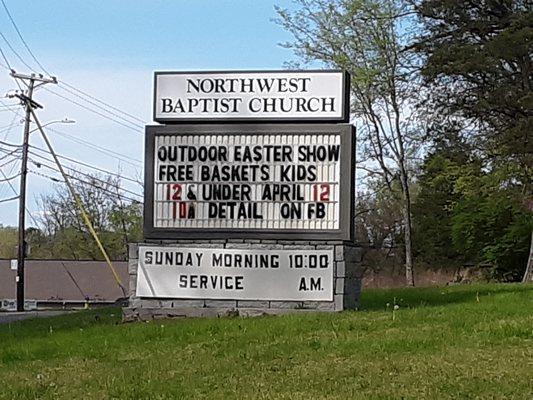 NORTHWEST
BAPTIST CHURCH
OUTDOOR EASTER SHOW
FREE BASKETS KIDS
12 & UNDER APRIL 12
10A DETAIL ON FB
SUNDAY MORNING 10:00
SERVICE A.M.